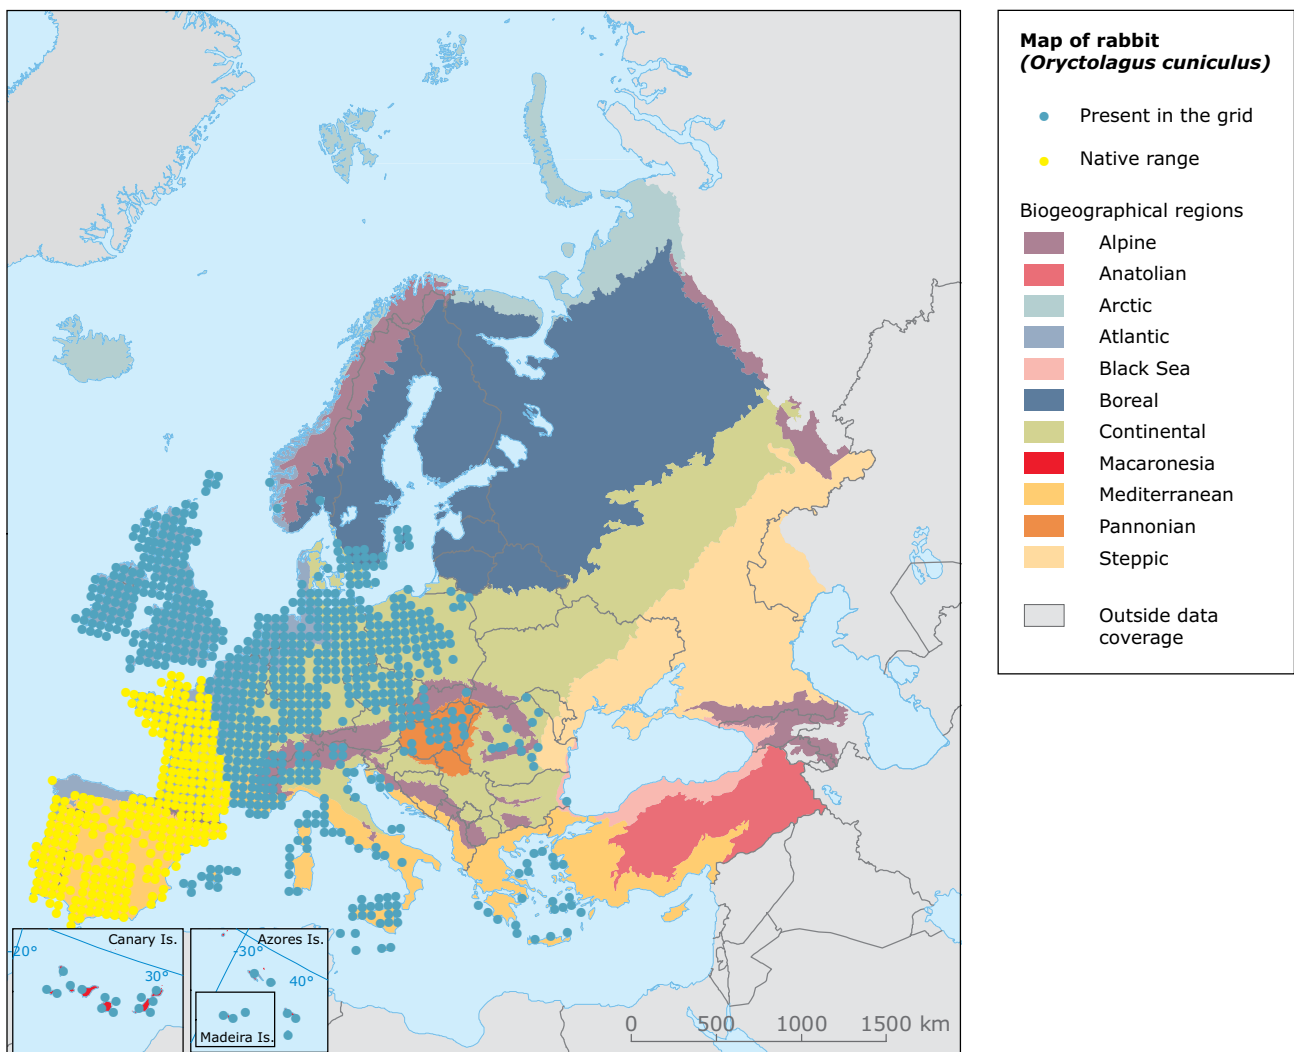 Map of rabbit
(Oryctolagus cuniculus)
Present in the grid
Native range
Biogeographical regions
Alpine
Anatolian
Arctic
Atlantic
Black Sea
Boreal
Continental
Macaronesia
Mediterranean
Pannonian
Steppic
Outside data
coverage
Canary Is.
-20°
30°
Azores Is.
-30°
40°
Madeira Is.
0 500 1000 1500 km